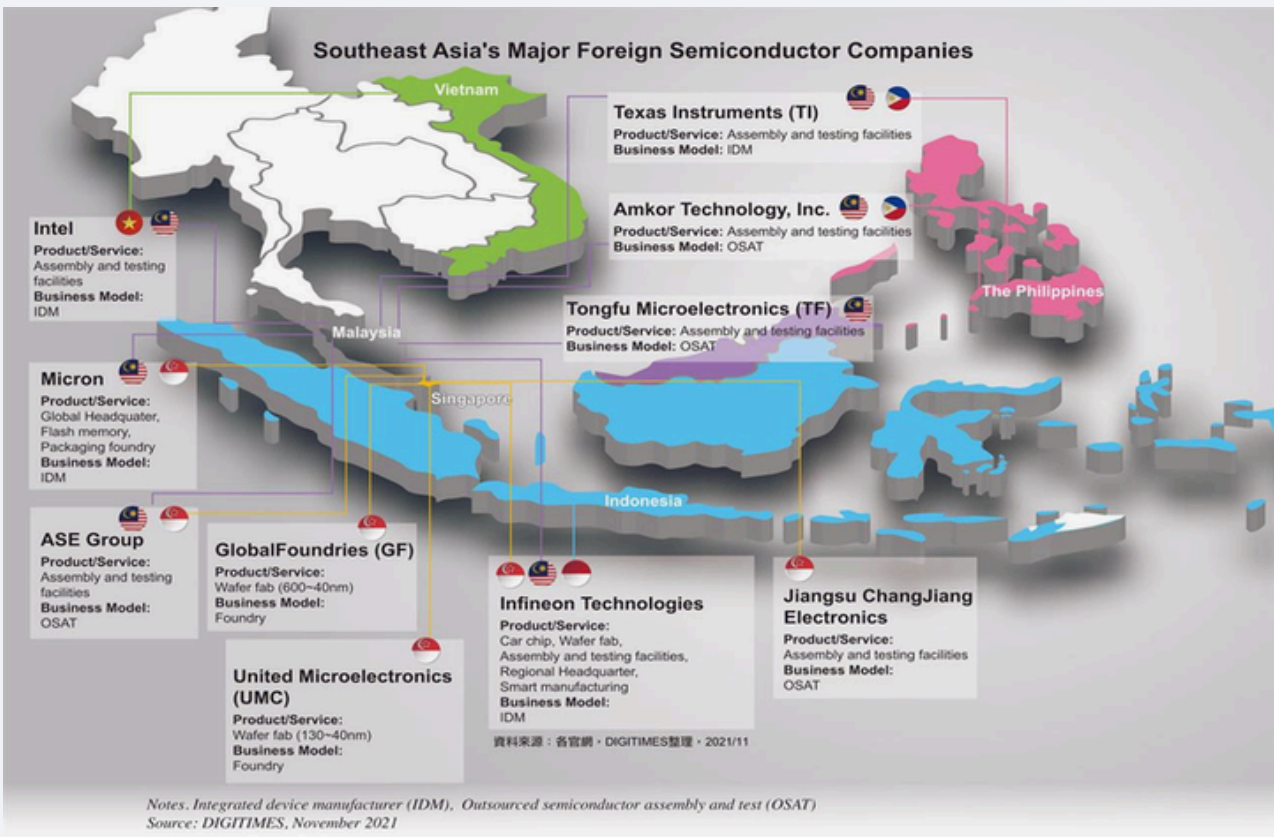 Southeast Asia's Major Foreign Semiconductor Companies
Vietnam
Texas Instruments (TI)
Product/Service: Assembly and testing facilities
Business Model: IDM
Amkor Technology, Inc.
Product/Service: Assembly and testing facilities
Business Model: OSAT
Intel
Product/Service:
Assembly and testing
facilities
Business Model:
IDM
The Philippines
Tongfu Microelectronics (TF)
Product/Service: Assembly and testing facilities
Business Model: OSAT
Malaysia
Micron
Product/Service:
Global Headquater,
Flash memory,
Packaging foundry
Business Model:
IDM
Singapore
Indonesia
ASE Group
Product/Service:
Assembly and testing
facilities
Business Model:
OSAT
GlobalFoundries (GF)
Product/Service:
Wafer fab (600~40nm)
Business Model:
Foundry
United Microelectronics
(UMC)
Product/Service:
Wafer fab (130~40nm)
Business Model:
Foundry
Infineon Technologies
Product/Service:
Car chip, Wafer fab,
Assembly and testing facilities,
Regional Headquarter,
Smart manufacturing
Business Model:
IDM
Jiangsu ChangJiang
Electronics
Product/Service:
Assembly and testing facilities
Business Model:
OSAT
資料來源：各官網，DIGITIMES整理，2021/11
Notes. Integrated device manufacturer (IDM), Outsourced semiconductor assembly and test (OSAT)
Source: DIGITIMES, November 2021